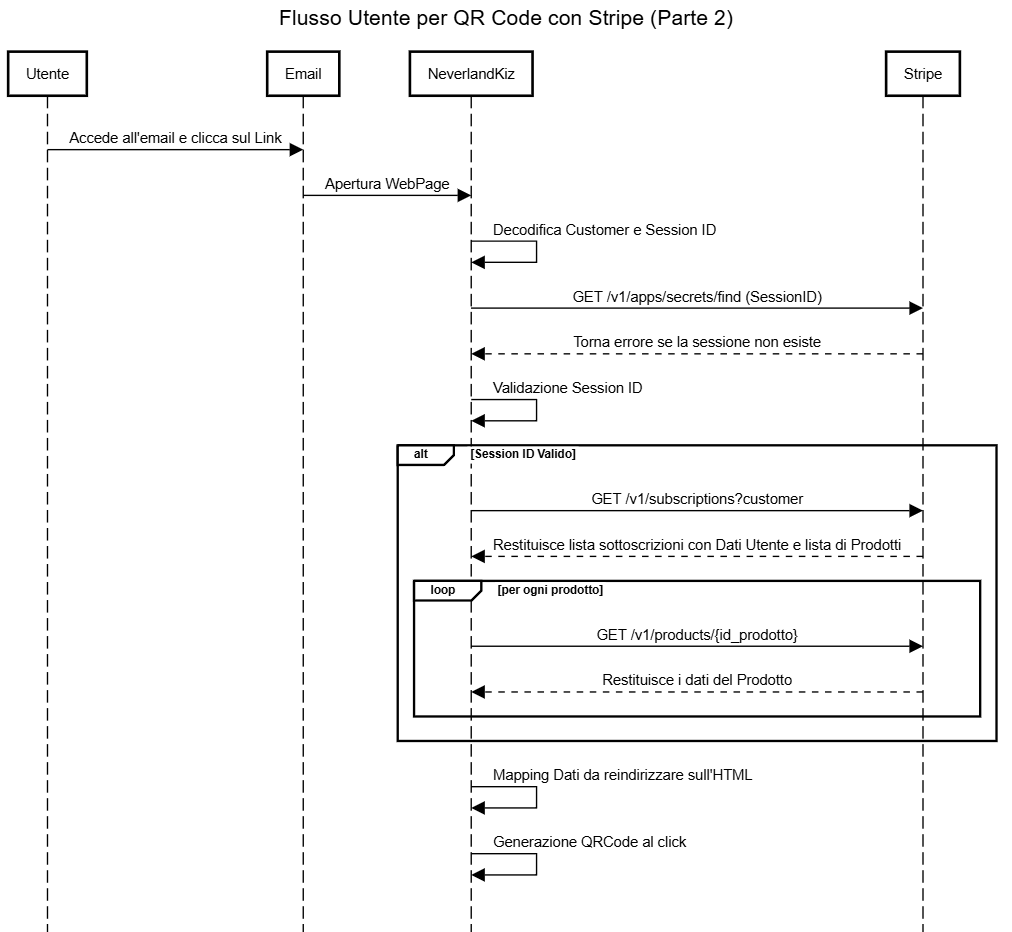 Flusso Utente per QR Code con Stripe (Parte 2)
Utente
Email
NeverlandKiz
Stripe
Accede all'email e clicca sul Link
Apertura WebPage
Decodifica Customer e Session ID
GET /v1/apps/secrets/find (SessionID)
Torna errore se la sessione non esiste
Validazione Session ID
alt
[Session ID Valido]
GET /v1/subscriptions?customer
Restituisce lista sottoscrizioni con Dati Utente e lista di Prodotti
loop
[per ogni prodotto]
GET /v1/products/{id_prodotto}
Restituisce i dati del Prodotto
Mapping Dati da reindirizzare sull'HTML
Generazione QRCode al click